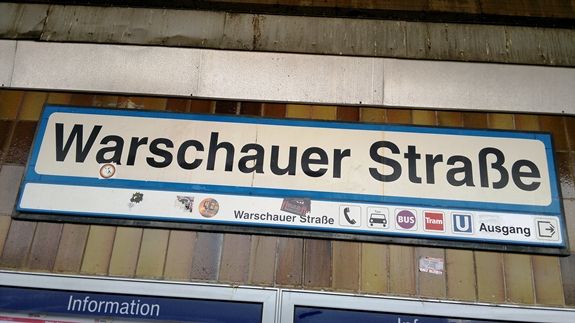 Warschauer Straße
Warschauer Straße BUS Tram U Ausgang
Information